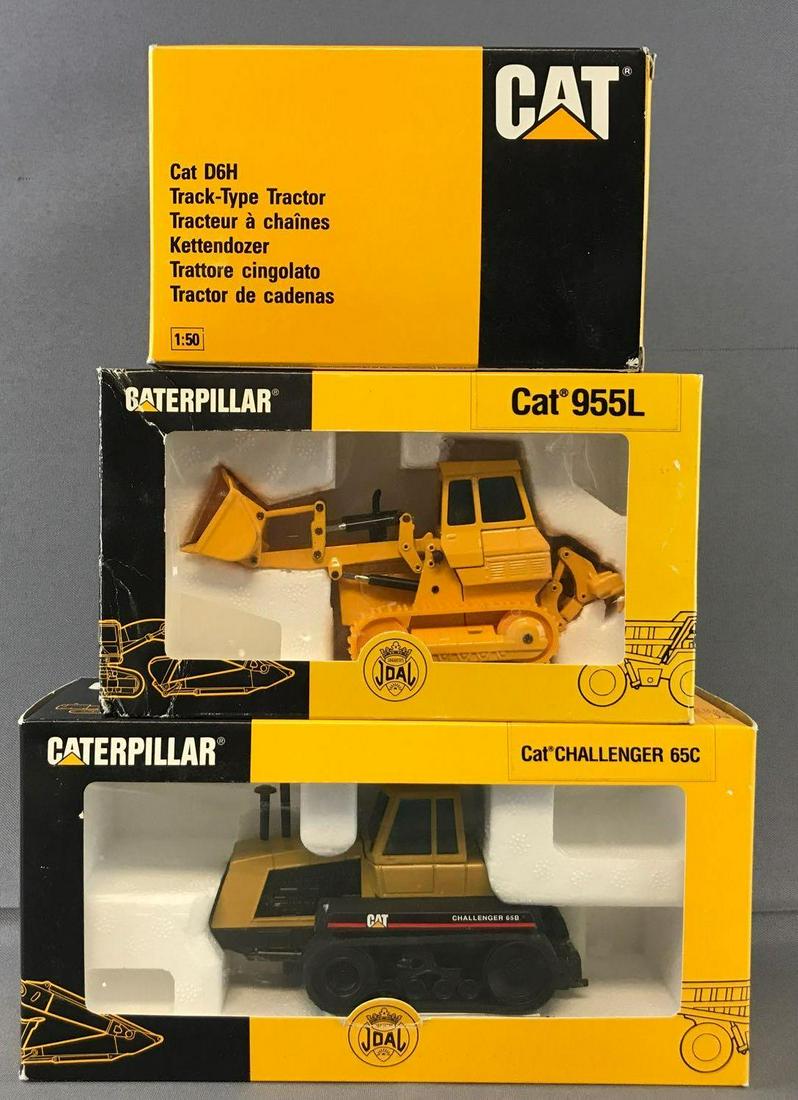 CAT®
Cat D6H
Track-Type Tractor
Tracteur à chaînes
Kettendozer
Trattore cingolato
Tractor de cadenas
1:50
CATERPILLAR®
Cat® 955L
JOAL
CATERPILLAR®
Cat® CHALLENGER 65C
CAT
CHALLENGER 65B
JOAL